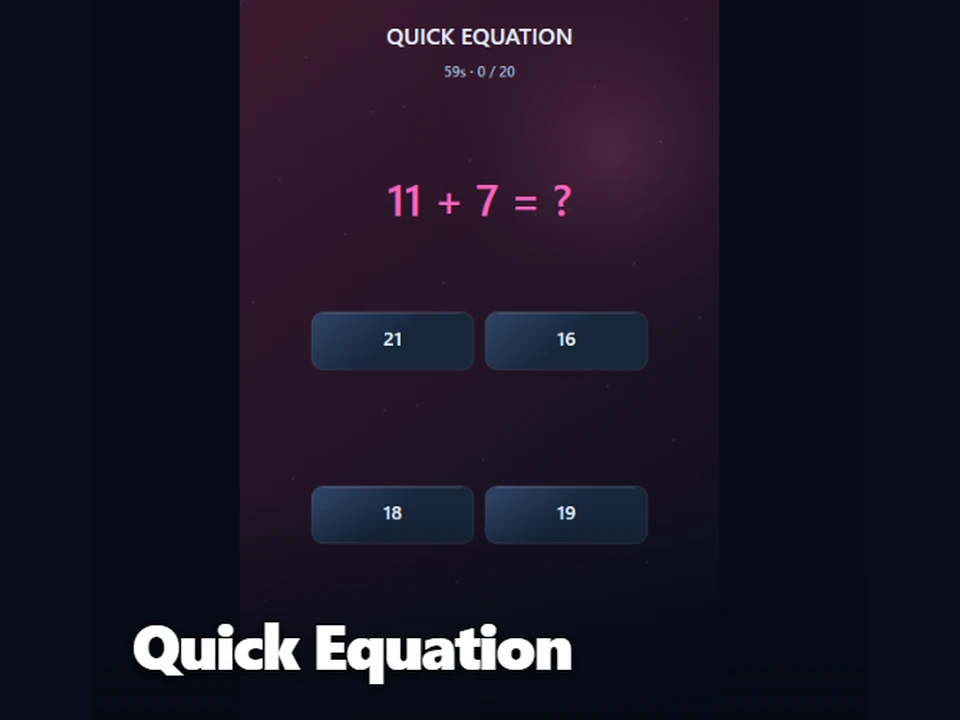 QUICK EQUATION
59s · 0 / 20
11 + 7 = ?
21 16
18 19
Quick Equation